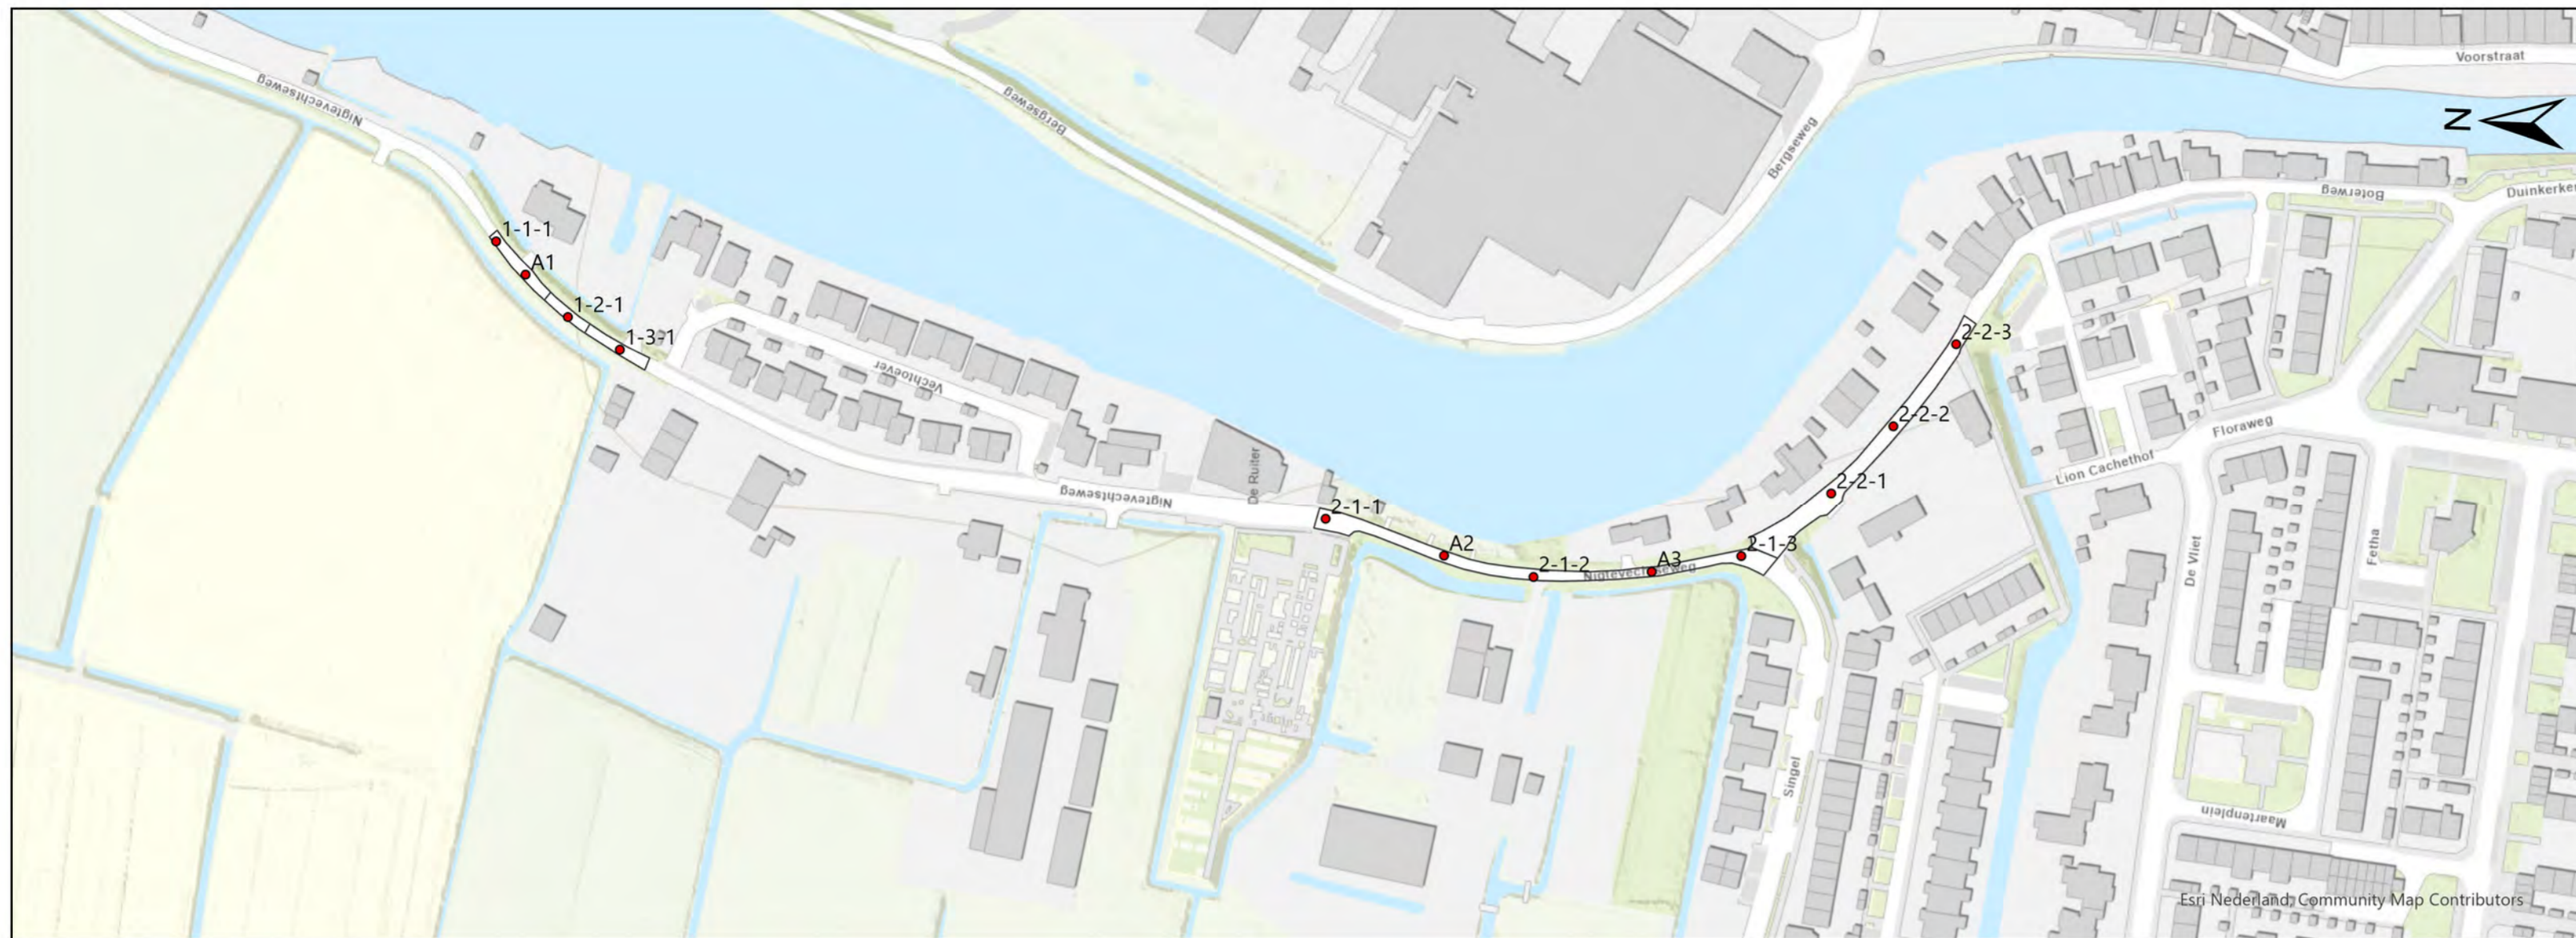 Voorstraat
Nigtevechtseweg
Bergseweg
Bergseweg
N
Boterweg
Duinkerke
1-1-1
A1
1-2-1
1-3-1
Vechtoever
2-2-3
2-2-2
Floraweg
Lion Cachethof
2-2-1
De Ruiter
Nigtevechtseweg
2-1-1
A2
2-1-2
A3
2-1-3
Nigtevechtseweg
De Vliet
Fetha
Singel
Maartenplein
Esri Nederland, Community Map Contributors